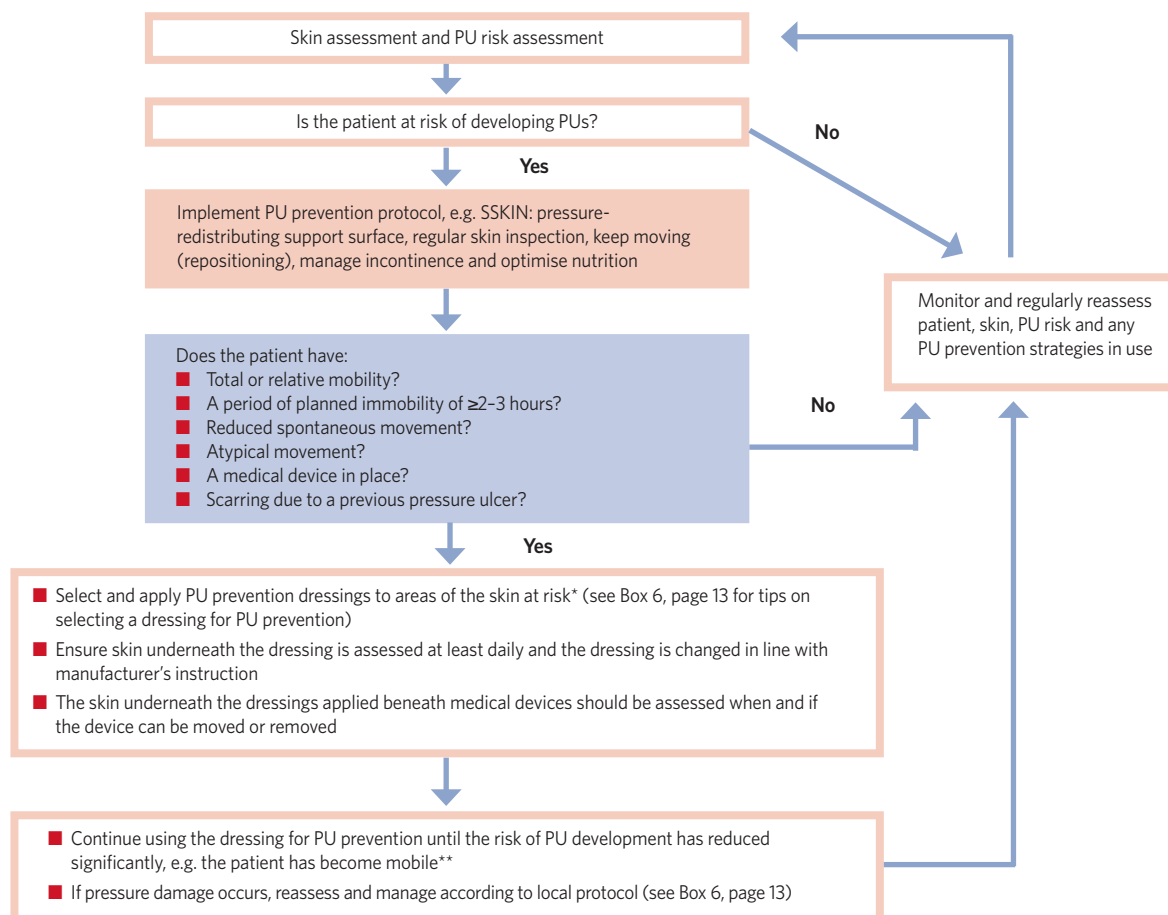 Skin assessment and PU risk assessment
Is the patient at risk of developing PUs?
No
Yes
Implement PU prevention protocol, e.g. SSKIN: pressure-
redistributing support surface, regular skin inspection, keep moving
(repositioning), manage incontinence and optimise nutrition
Monitor and regularly reassess
patient, skin, PU risk and any
PU prevention strategies in use
Does the patient have:
■ Total or relative mobility?
■ A period of planned immobility of ≥2–3 hours?
■ Reduced spontaneous movement?
■ Atypical movement?
■ A medical device in place?
■ Scarring due to a previous pressure ulcer?
No
Yes
■ Select and apply PU prevention dressings to areas of the skin at risk* (see Box 6, page 13 for tips on
selecting a dressing for PU prevention)
■ Ensure skin underneath the dressing is assessed at least daily and the dressing is changed in line with
manufacturer's instruction
■ The skin underneath the dressings applied beneath medical devices should be assessed when and if
the device can be moved or removed
■ Continue using the dressing for PU prevention until the risk of PU development has reduced
significantly, e.g. the patient has become mobile**
■ If pressure damage occurs, reassess and manage according to local protocol (see Box 6, page 13)